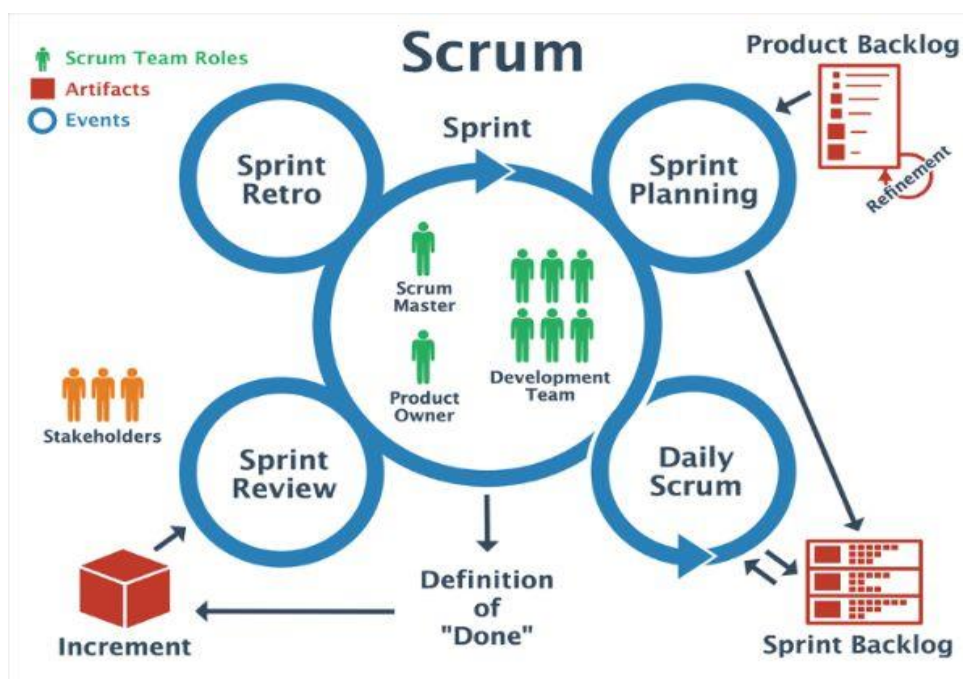 Scrum
Scrum Team Roles
Artifacts
Events
Product Backlog
Refinement
Sprint
Sprint
Retro
Sprint
Planning
Scrum
Master
Product
Owner
Development
Team
Stakeholders
Sprint
Review
Daily
Scrum
Definition
of
"Done"
Increment
Sprint Backlog